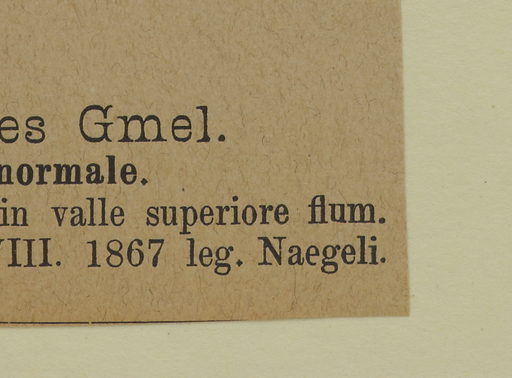 es Gmel.
normale.
in valle superiore flum.
VIII. 1867 leg. Naegeli.